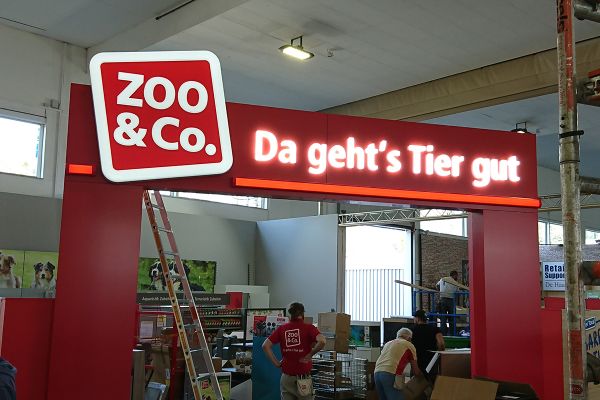 ZOO
& Co.
Da geht's Tier gut
Retail
Support
ZOO
& Co.